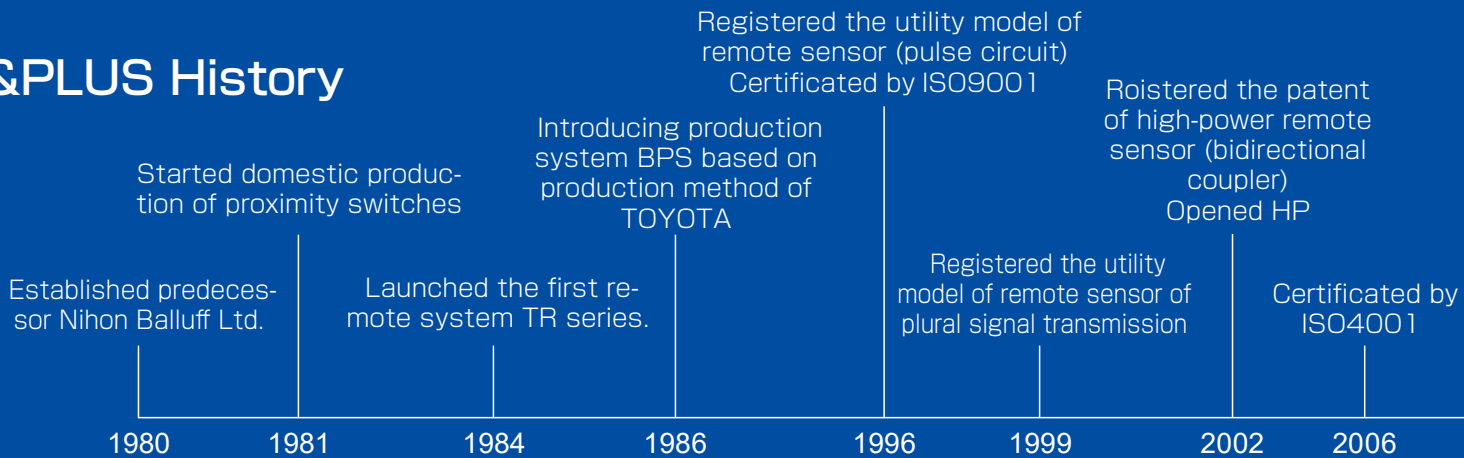 &PLUS History
Established predeces-
sor Nihon Balluff Ltd.
1980
Started domestic produc-
tion of proximity switches
1981
Launched the first re-
mote system TR series.
1984
Introducing production
system BPS based on
production method of
TOYOTA
1986
Registered the utility model of
remote sensor (pulse circuit)
Certificated by ISO9001
1996
Registered the utility
model of remote sensor of
plural signal transmission
1999
Roistered the patent
of high-power remote
sensor (bidirectional
coupler)
Opened HP
2002
Certificated by
ISO4001
2006